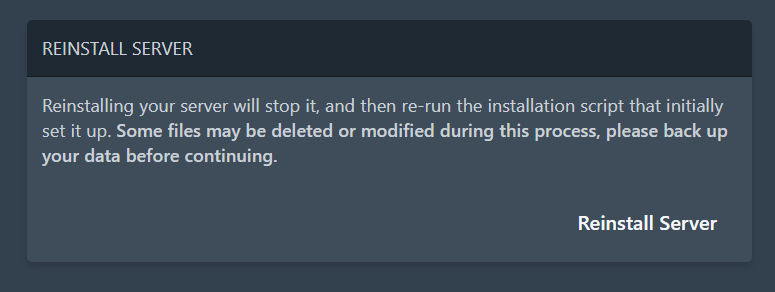 REINSTALL SERVER
Reinstalling your server will stop it, and then re-run the installation script that initially
set it up. Some files may be deleted or modified during this process, please back up
your data before continuing.
Reinstall Server